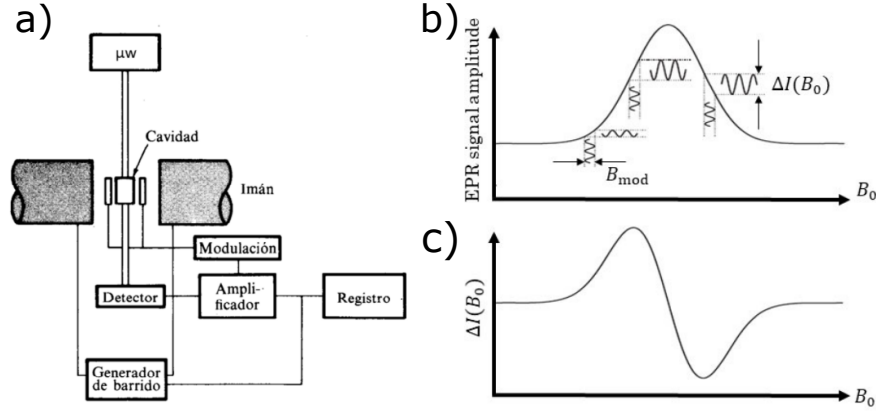 a)
μw
Cavidad
Imán
Modulación
Detector
Ampli-
ficador
Registro
Generador
de barrido
b)
EPR signal amplitude
ΔI(B₀)
B_mod
B₀
c)
ΔI(B₀)
B₀